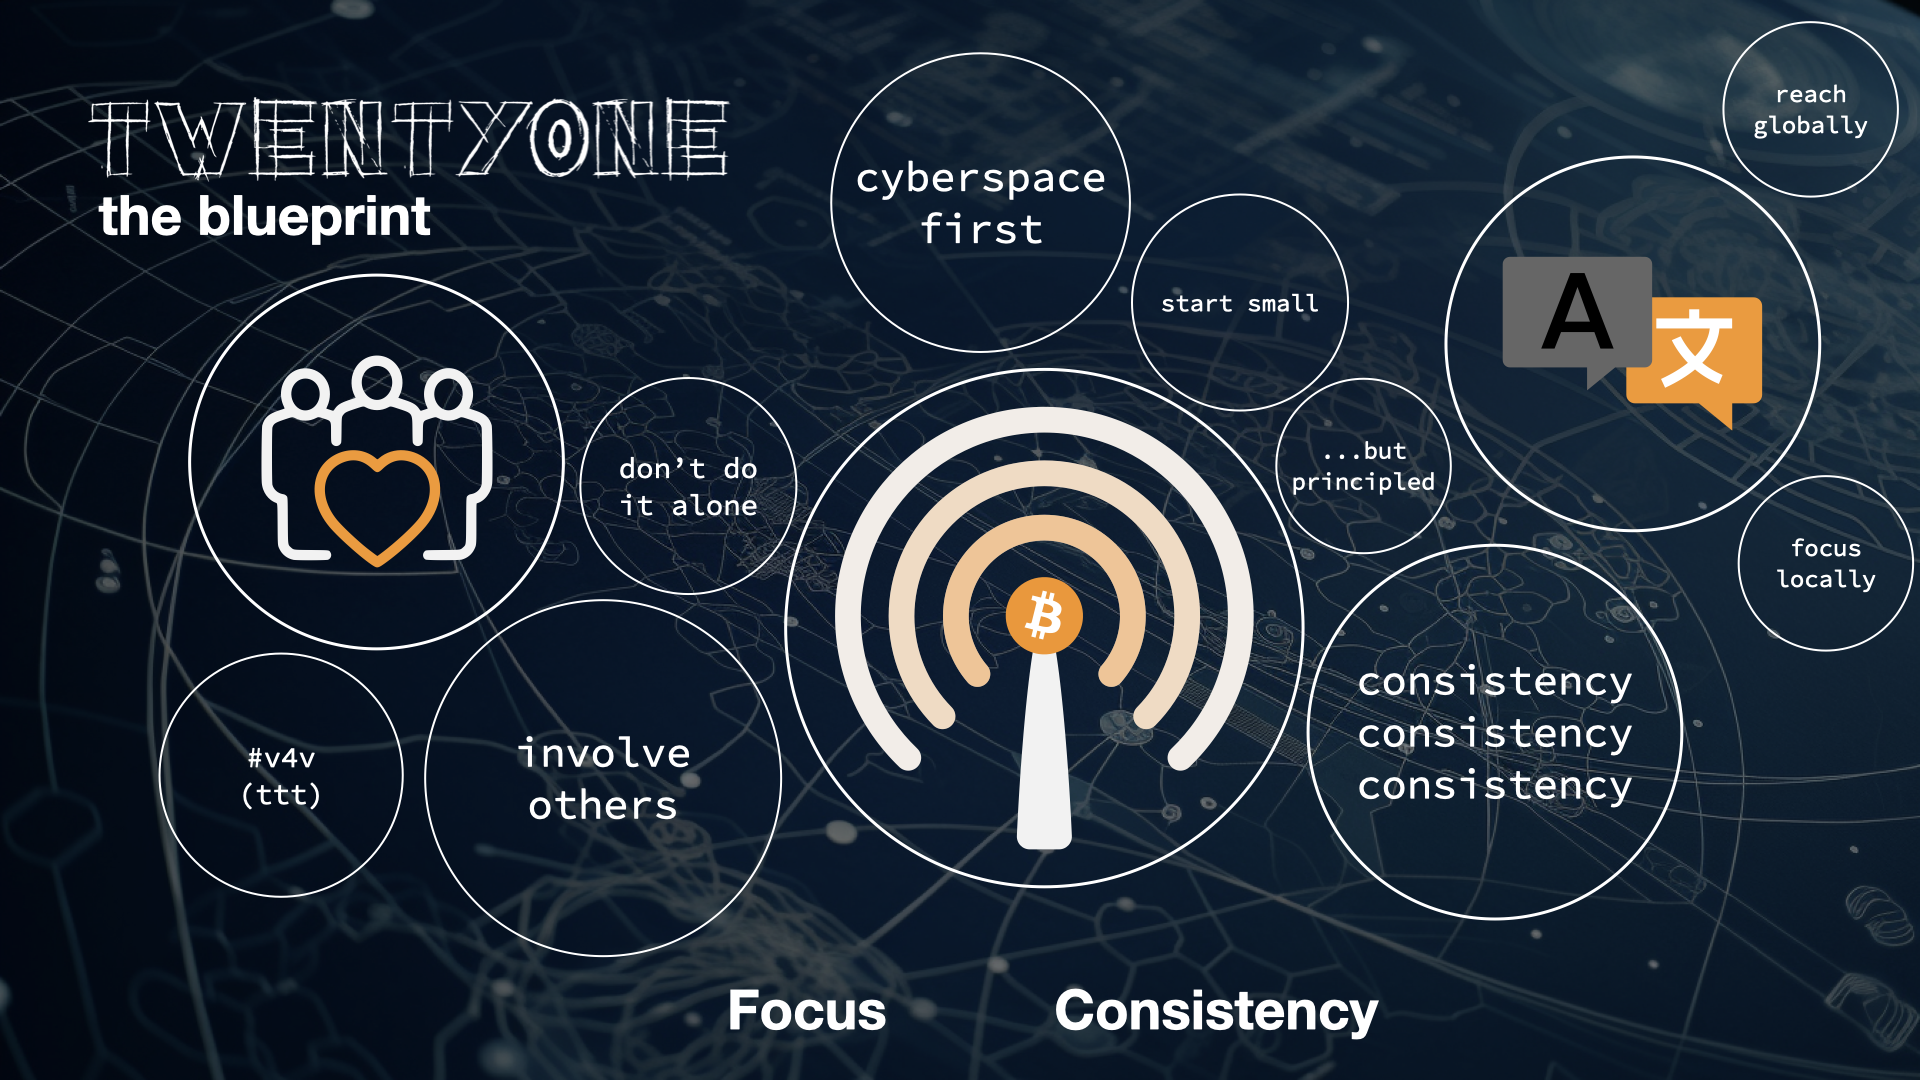 TWENTYONE
the blueprint
cyberspace
first
reach
globally
start small
A
文
...but
principled
don’t do
it alone
focus
locally
₿
consistency
consistency
consistency
#v4v
(ttt)
involve
others
Focus
Consistency